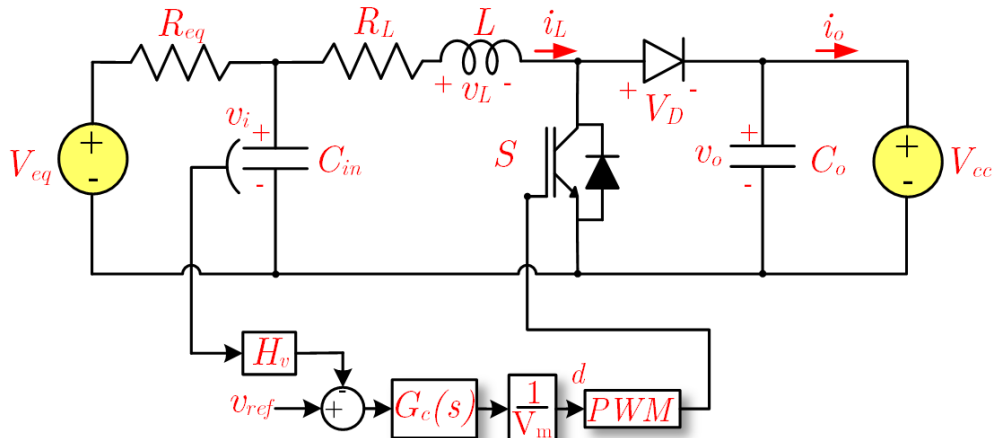 R_eq
R_L
L
i_L
i_o
+ v_L -
+ V_D -
v_i
+
-
C_in
V_eq
+
-
S
v_o
+
-
C_o
+
-
V_cc
H_v
-
+
v_ref
G_c(s)
1/V_m
d
PWM